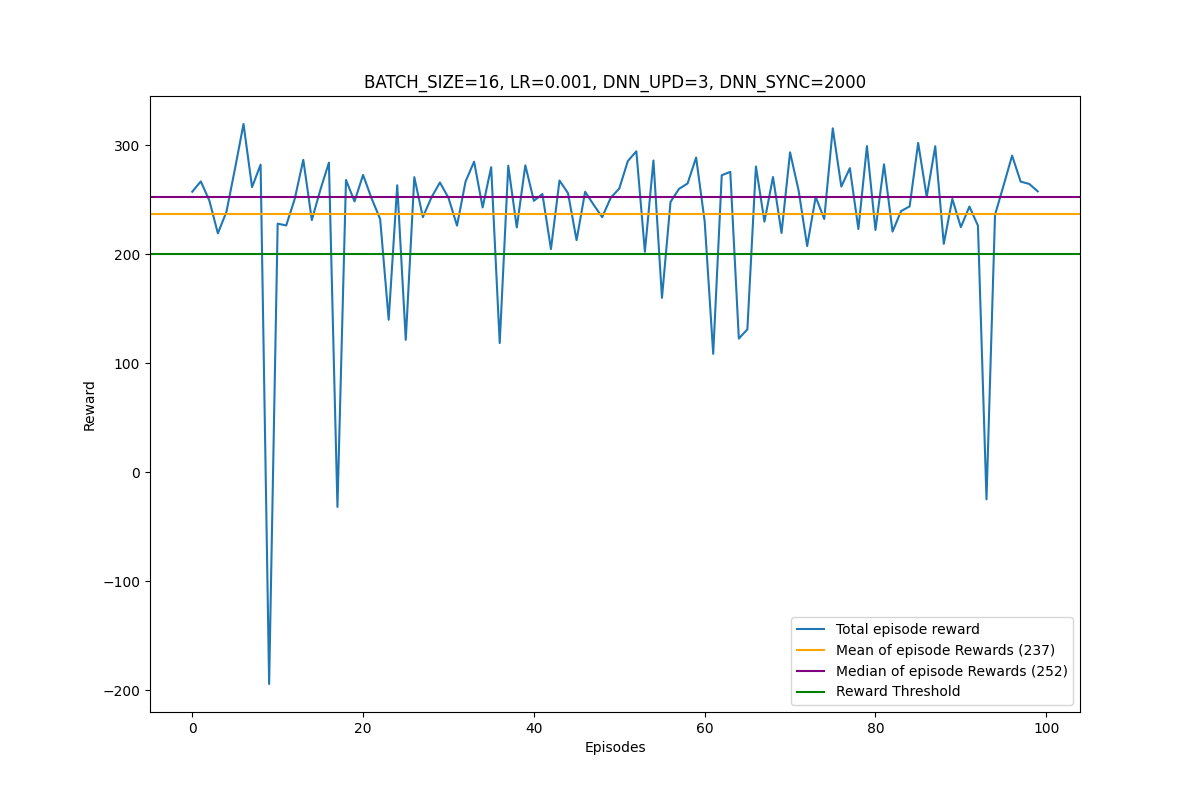 BATCH_SIZE=16, LR=0.001, DNN_UPD=3, DNN_SYNC=2000
300
200
100
0
−100
−200
Reward
Total episode reward
Mean of episode Rewards (237)
Median of episode Rewards (252)
Reward Threshold
0 20 40 60 80 100
Episodes